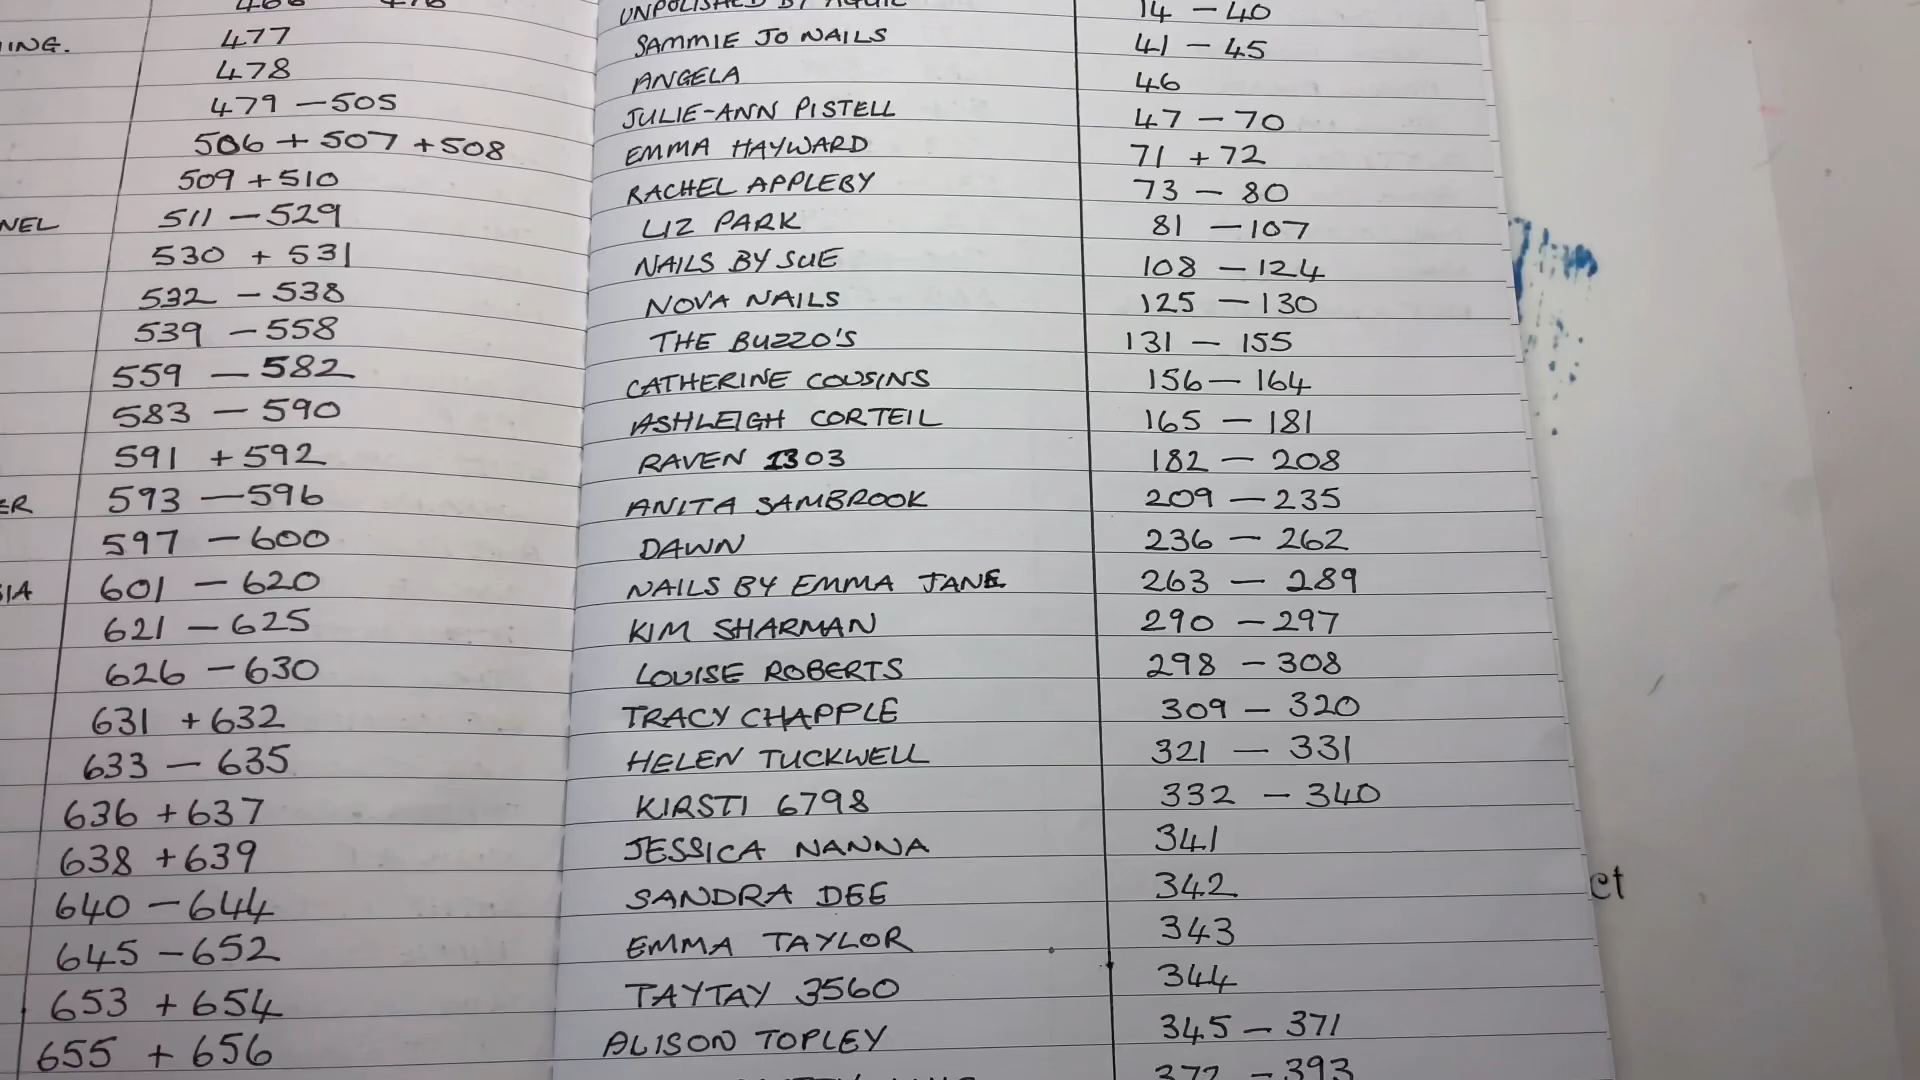 ING. 477
478
479 – 505
506 + 507 + 508
509 + 510
NEL 511 – 529
530 + 531
532 – 538
539 – 558
559 – 582
583 – 590
591 + 592
ER 593 – 596
597 – 600
SIA 601 – 620
621 – 625
626 – 630
631 + 632
633 – 635
636 + 637
638 + 639
640 – 644
645 – 652
653 + 654
655 + 656
UNPOLISHED BY 14 – 40
SAMMIE JO NAILS 41 – 45
ANGELA 46
JULIE-ANN PISTELL 47 – 70
EMMA HAYWARD 71 + 72
RACHEL APPLEBY 73 – 80
LIZ PARK 81 – 107
NAILS BY SUE 108 – 124
NOVA NAILS 125 – 130
THE BUZZO'S 131 – 155
CATHERINE COUSINS 156 – 164
ASHLEIGH CORTEIL 165 – 181
RAVEN 1303 182 – 208
ANITA SAMBROOK 209 – 235
DAWN 236 – 262
NAILS BY EMMA JANE 263 – 289
KIM SHARMAN 290 – 297
LOUISE ROBERTS 298 – 308
TRACY CHAPPLE 309 – 320
HELEN TUCKWELL 321 – 331
KIRSTI 6798 332 – 340
JESSICA NANNA 341
SANDRA DEE 342
EMMA TAYLOR 343
TAYTAY 3560 344
ALISON TOPLEY 345 – 371
372 – 393
et